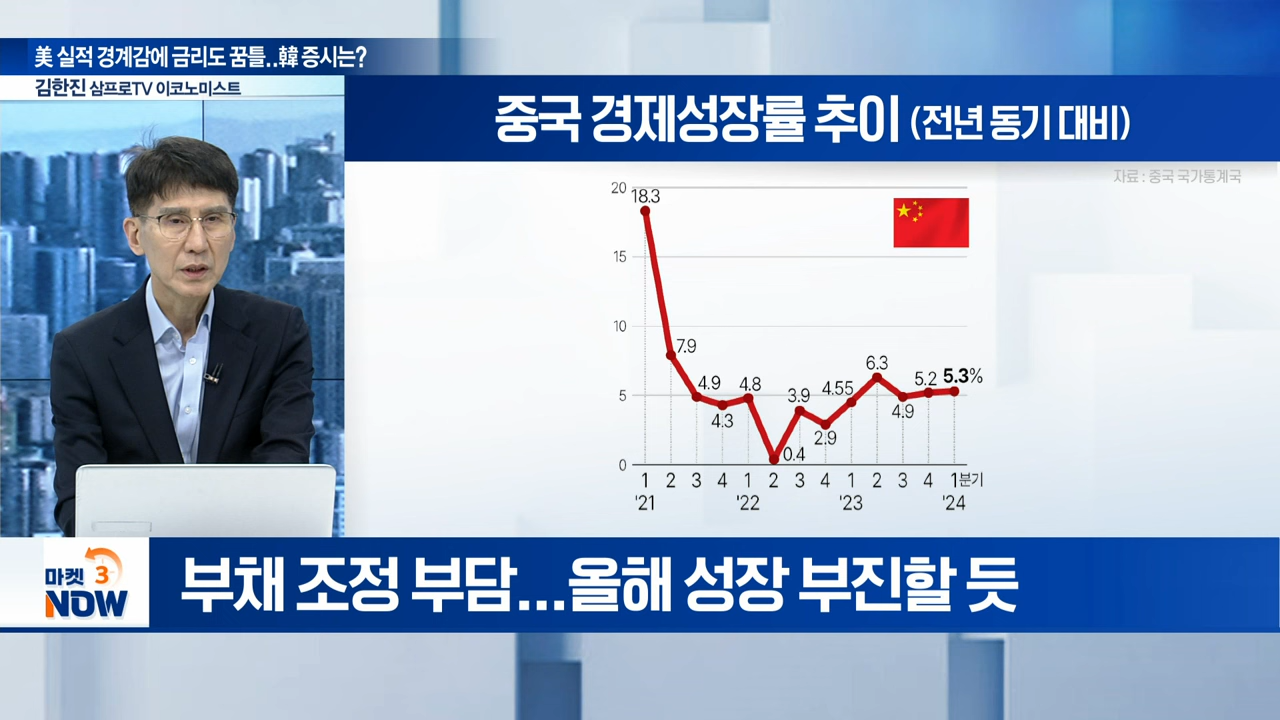 美 실적 경계감에 금리도 꿈틀..韓 증시는?
김한진 삼프로TV 이코노미스트
중국 경제성장률 추이 (전년 동기 대비)
자료 : 중국 국가통계국
20
18.3
15
10
7.9
6.3
5
4.9
4.3
4.8
0.4
3.9
2.9
4.55
4.9
5.2
5.3%
0
1 2 3 4 1 2 3 4 1 2 3 4 1분기
'21 '22 '23 '24
마켓 3
NOW
부채 조정 부담...올해 성장 부진할 듯